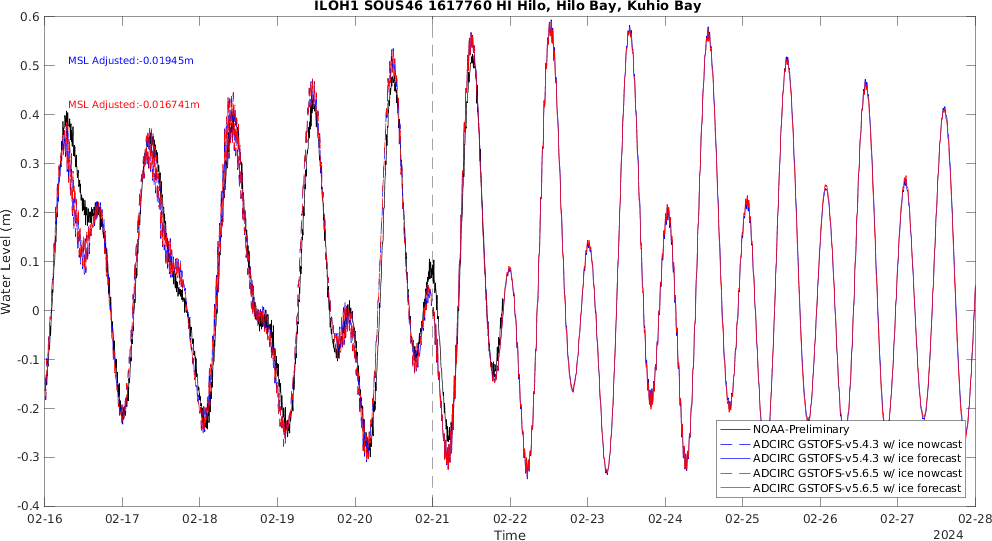 ILOH1 SOUS46 1617760 HI Hilo, Hilo Bay, Kuhio Bay
MSL Adjusted:-0.01945m
MSL Adjusted:-0.016741m
Water Level (m)
0.6
0.5
0.4
0.3
0.2
0.1
0
-0.1
-0.2
-0.3
-0.4
NOAA-Preliminary
ADCIRC GSTOFS-v5.4.3 w/ ice nowcast
ADCIRC GSTOFS-v5.4.3 w/ ice forecast
ADCIRC GSTOFS-v5.6.5 w/ ice nowcast
ADCIRC GSTOFS-v5.6.5 w/ ice forecast
02-16 02-17 02-18 02-19 02-20 02-21 02-22 02-23 02-24 02-25 02-26 02-27 02-28
Time
2024